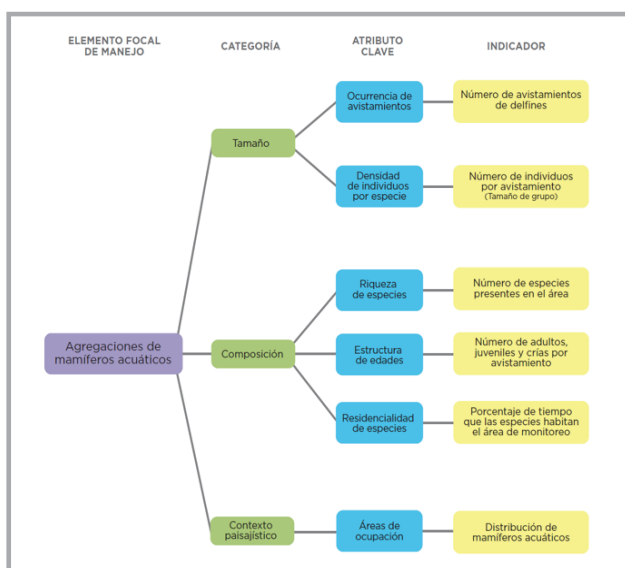 ELEMENTO FOCAL
DE MANEJO
CATEGORÍA
ATRIBUTO
CLAVE
INDICADOR
Ocurrencia de
avistamientos
Número de avistamientos
de delfines
Tamaño
Densidad
de individuos
por especie
Número de individuos
por avistamiento
(Tamaño de grupo)
Riqueza
de especies
Número de especies
presentes en el área
Agregaciones de
mamíferos acuáticos
Composición
Estructura
de edades
Número de adultos,
juveniles y crías por
avistamiento
Residencialidad
de especies
Porcentaje de tiempo
que las especies habitan
el área de monitoreo
Contexto
paisajístico
Áreas de
ocupación
Distribución de
mamíferos acuáticos